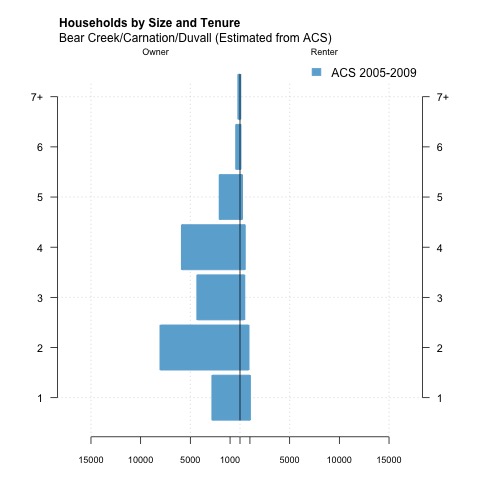 Households by Size and Tenure
Bear Creek/Carnation/Duvall (Estimated from ACS)
Owner Renter
ACS 2005-2009
7+ 7+
6 6
5 5
4 4
3 3
2 2
1 1
15000 10000 5000 1000 5000 10000 15000